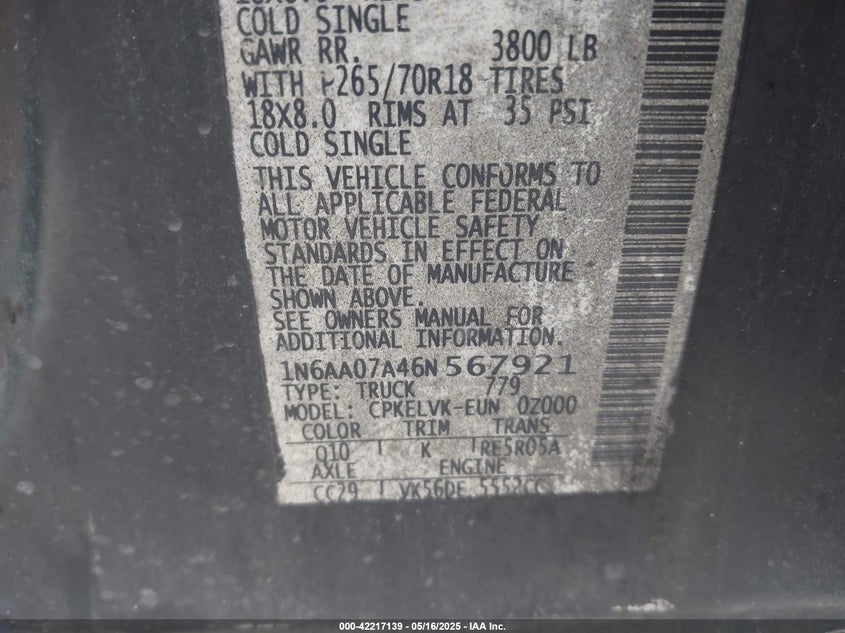 COLD SINGLE
GAWR RR. 3800 LB
WITH P265/70R18 TIRES
18X8.0 RIMS AT 35 PSI
COLD SINGLE
THIS VEHICLE CONFORMS TO
ALL APPLICABLE FEDERAL
MOTOR VEHICLE SAFETY
STANDARDS IN EFFECT ON
THE DATE OF MANUFACTURE
SHOWN ABOVE.
SEE OWNERS MANUAL FOR
ADDITIONAL INFORMATION.
1N6AA07A46N 567921
TYPE: TRUCK 779
MODEL: CPKELVK-EUN 0Z000
COLOR TRIM TRANS
Q10 K RE5R05A
AXLE ENGINE
CC29 VK56DE 5552CC
000-42217139 - 05/16/2025 - IAA Inc.